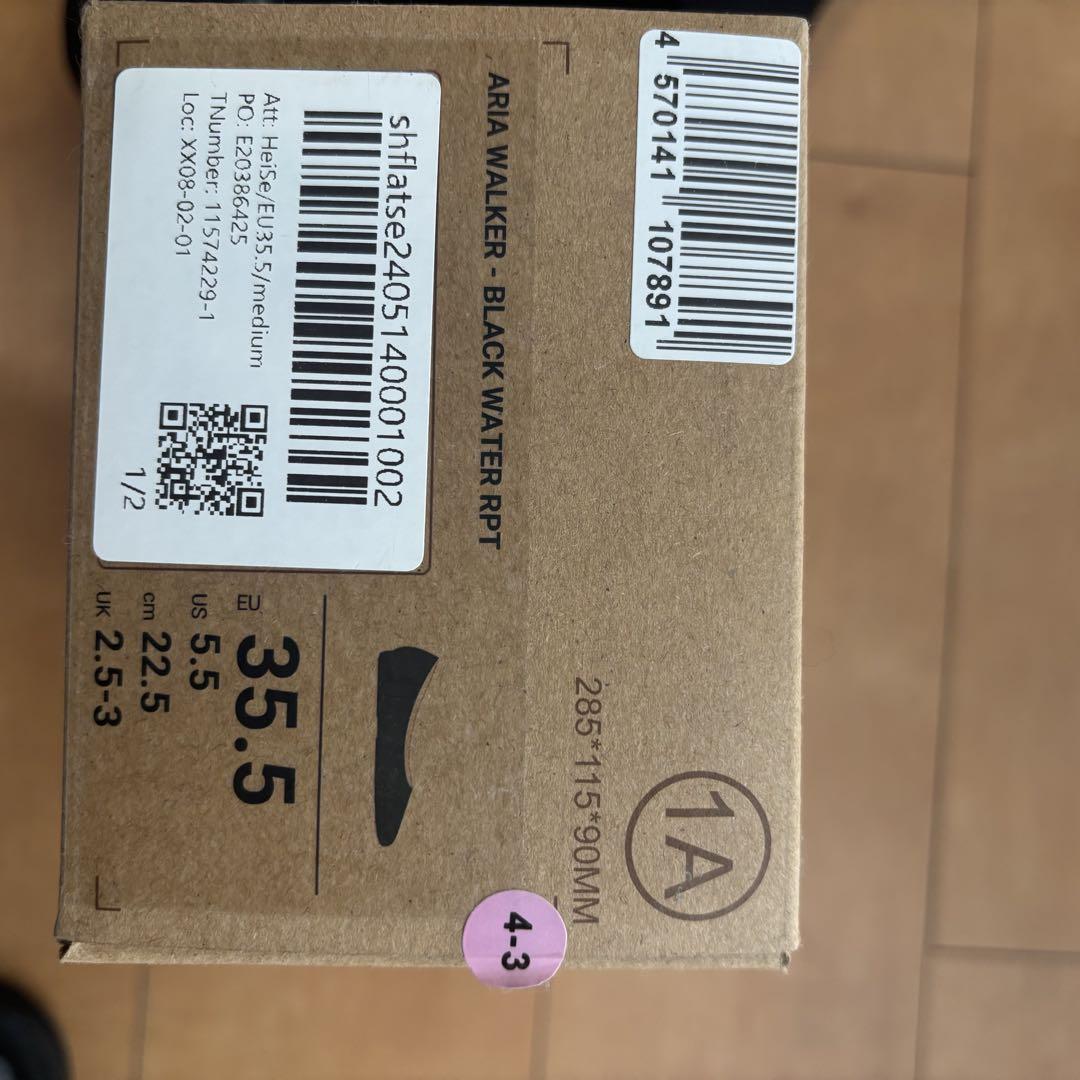 4 570141 107891
ARIA WALKER - BLACK WATER RPT
shflatse2405140001002
Att: HeiSe/EU35.5/medium
PO: E20386425
TNumber: 11574229-1
Loc: XX08-02-01
1/2
285*115*90MM
1A
EU 35.5
US 5.5
cm 22.5
UK 2.5-3
4-3